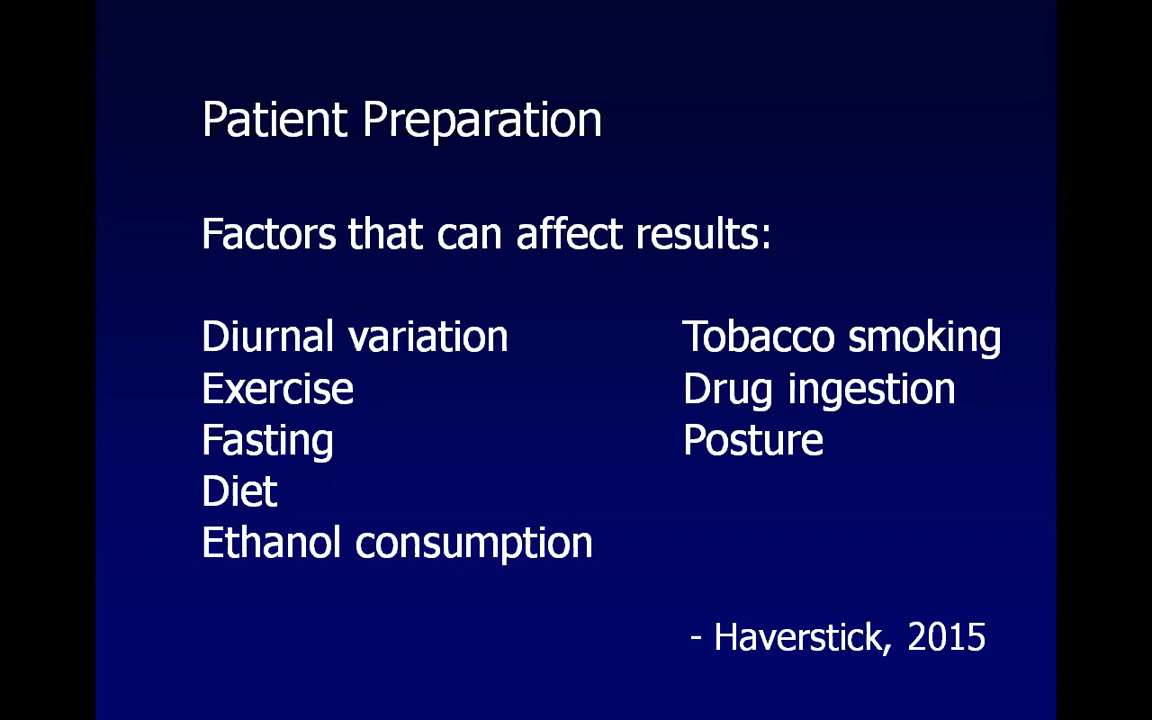 Patient Preparation
Factors that can affect results:
Diurnal variation
Exercise
Fasting
Diet
Ethanol consumption
Tobacco smoking
Drug ingestion
Posture
- Haverstick, 2015